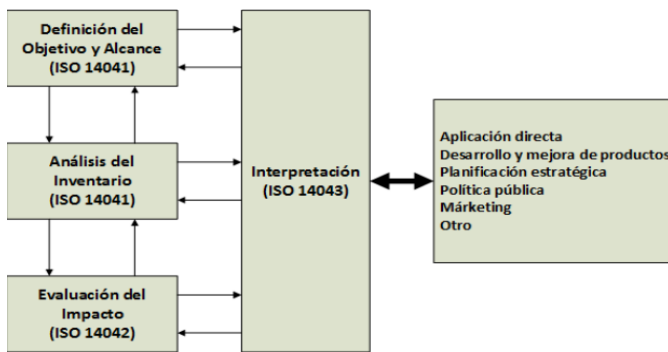 Definición del
Objetivo y Alcance
(ISO 14041)
Análisis del
Inventario
(ISO 14041)
Evaluación del
Impacto
(ISO 14042)
Interpretación
(ISO 14043)
Aplicación directa
Desarrollo y mejora de productos
Planificación estratégica
Política pública
Márketing
Otro